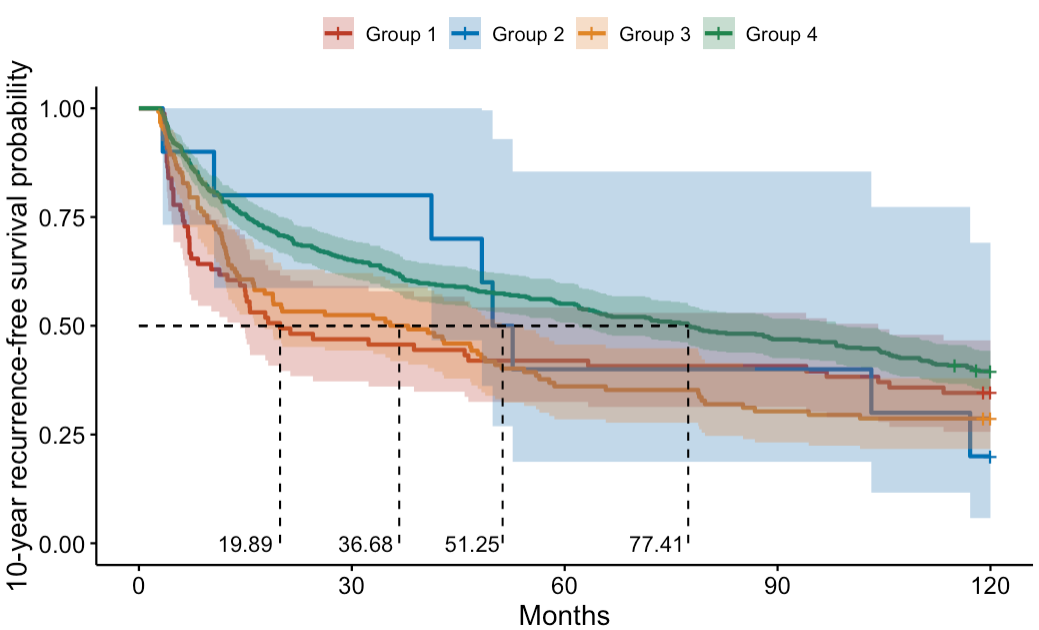 Group 1 Group 2 Group 3 Group 4
10-year recurrence-free survival probability
1.00
0.75
0.50
0.25
0.00
19.89 36.68 51.25 77.41
0 30 60 90 120
Months